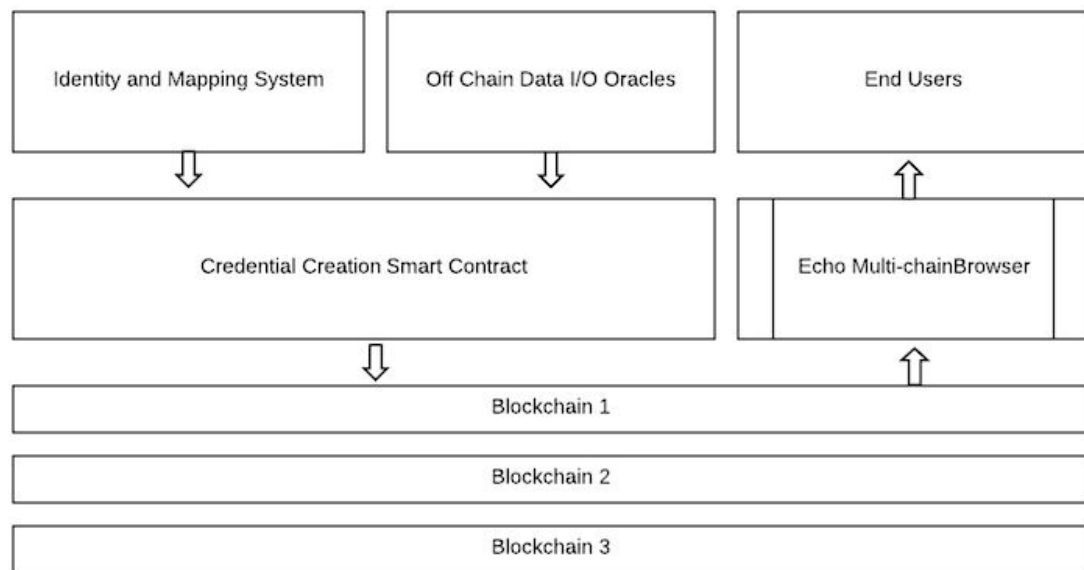 Identity and Mapping System
Off Chain Data I/O Oracles
End Users
Credential Creation Smart Contract
Echo Multi-chainBrowser
Blockchain 1
Blockchain 2
Blockchain 3